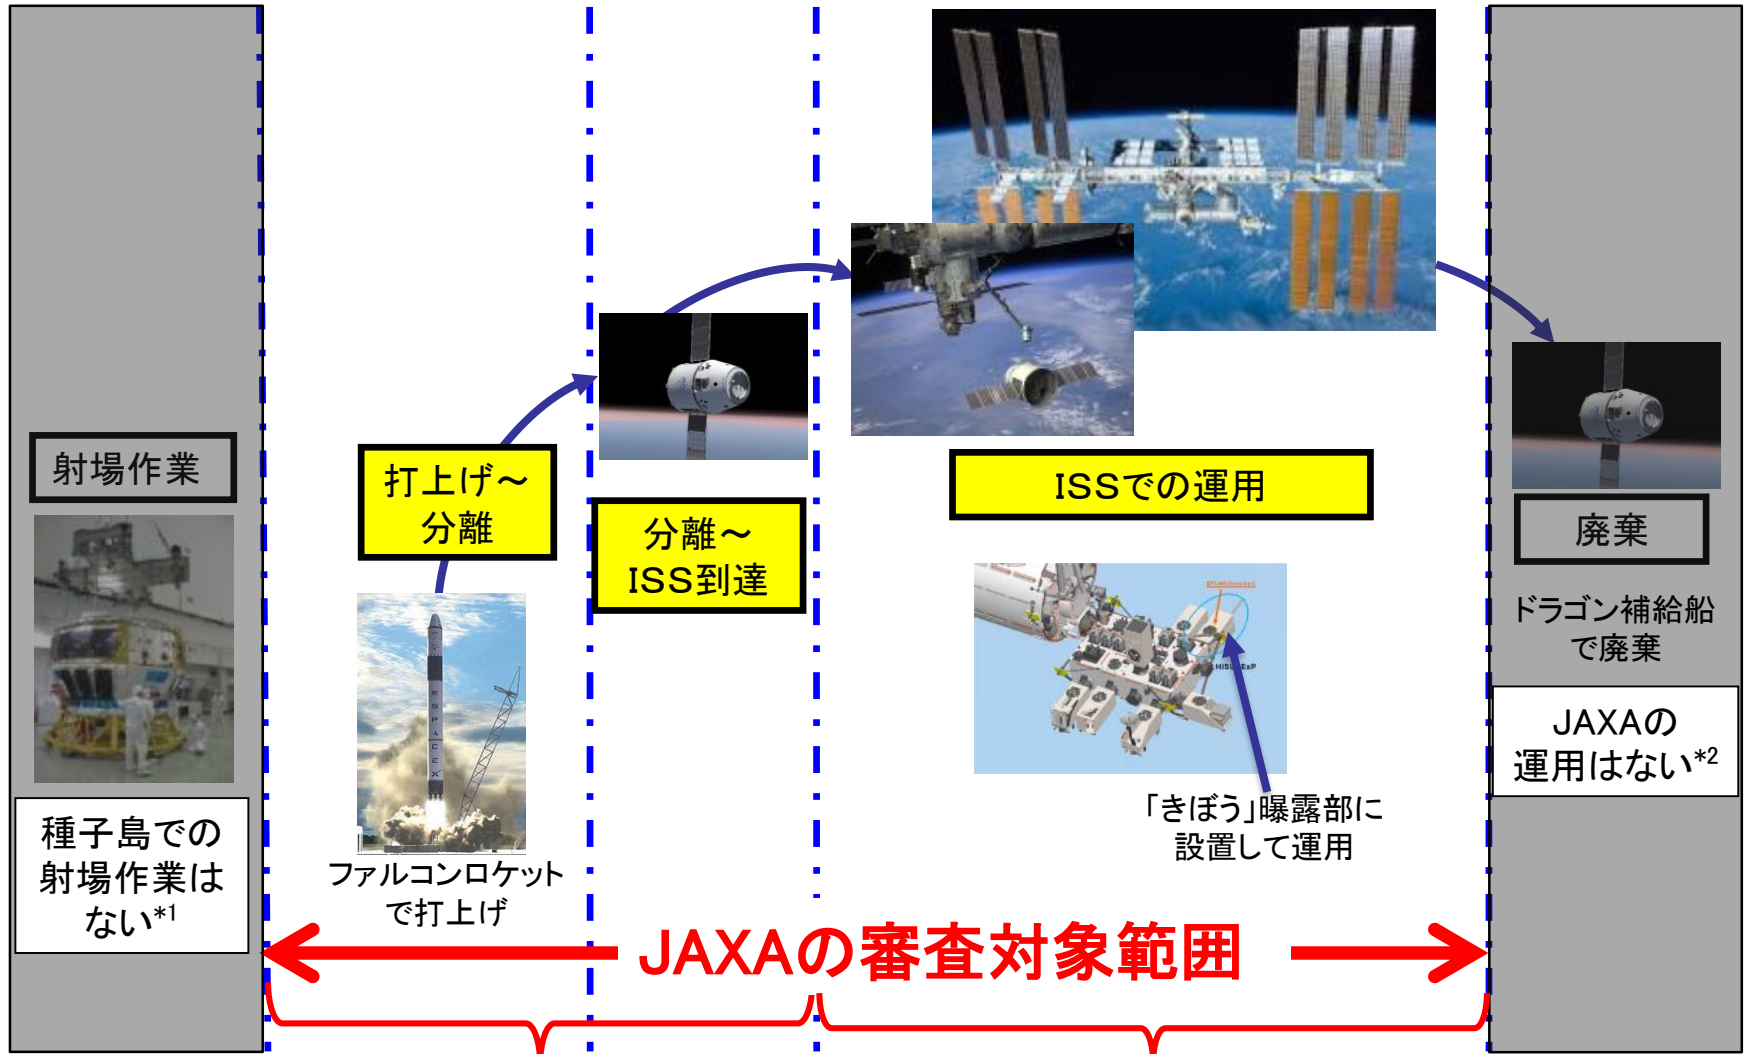 射場作業
種子島での
射場作業は
ない*1
打上げ～
分離
SPACEX
ファルコンロケット
で打上げ
分離～
ISS到達
ISSでの運用
「きぼう」曝露部に
設置して運用
廃棄
ドラゴン補給船
で廃棄
JAXAの
運用はない*2
JAXAの審査対象範囲